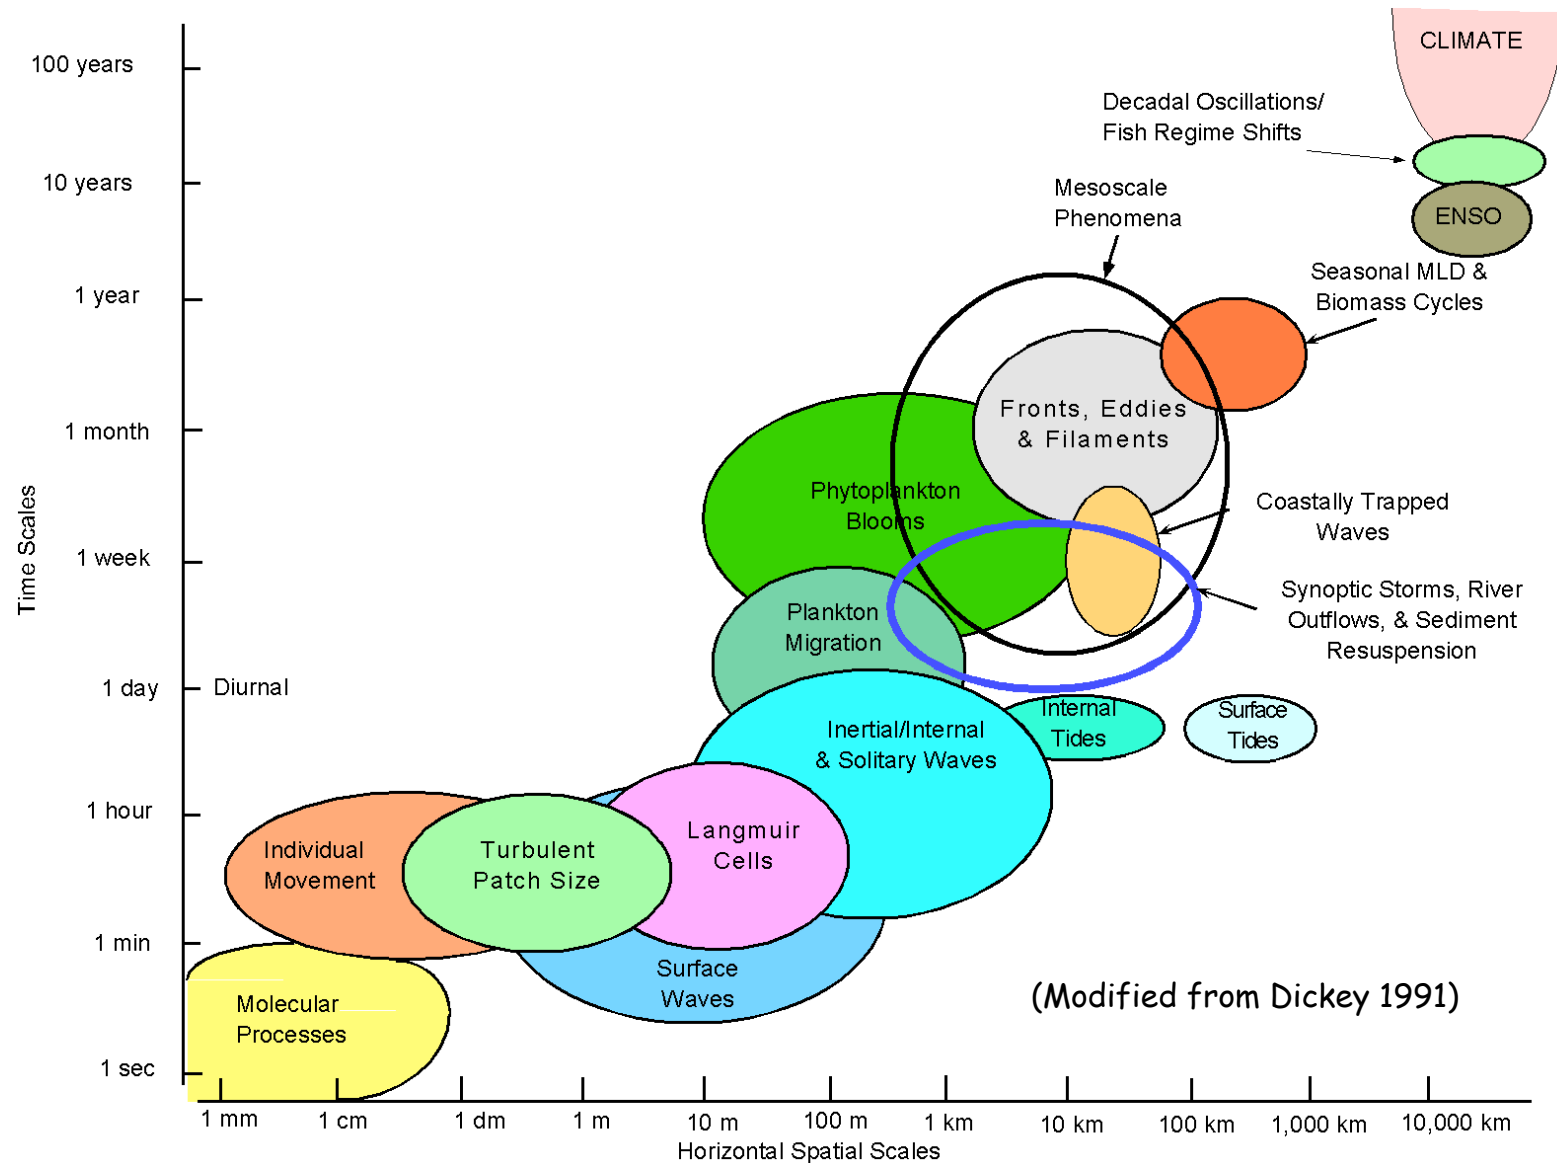 CLIMATE
100 years
Decadal Oscillations/
Fish Regime Shifts
10 years
Mesoscale
Phenomena
ENSO
Seasonal MLD &
Biomass Cycles
1 year
Fronts, Eddies
& Filaments
1 month
Phytoplankton
Blooms
Coastally Trapped
Waves
Time Scales
1 week
Synoptic Storms, River
Outflows, & Sediment
Resuspension
Plankton
Migration
1 day
Diurnal
Internal
Tides
Surface
Tides
Inertial/Internal
& Solitary Waves
1 hour
Langmuir
Cells
Individual
Movement
Turbulent
Patch Size
1 min
Surface
Waves
Molecular
Processes
(Modified from Dickey 1991)
1 sec
1 mm
1 cm
1 dm
1 m
10 m
100 m
1 km
10 km
100 km
1,000 km
10,000 km
Horizontal Spatial Scales